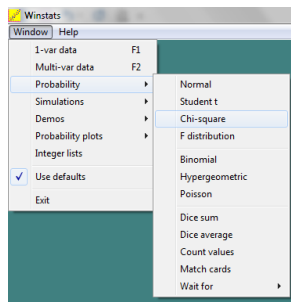 Winstats
Window Help
1-var data F1
Multi-var data F2
Probability
Simulations
Demos
Probability plots
Integer lists
Use defaults
Exit
Normal
Student t
Chi-square
F distribution
Binomial
Hypergeometric
Poisson
Dice sum
Dice average
Count values
Match cards
Wait for